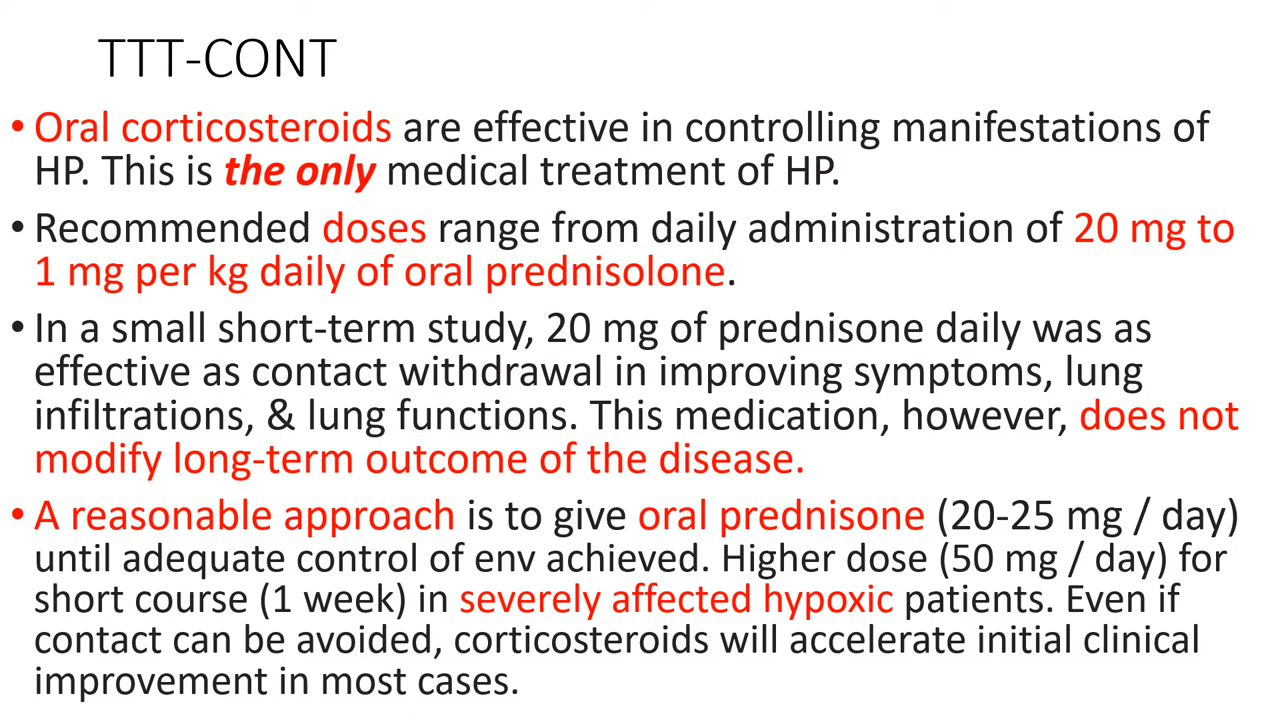 TTT-CONT
• Oral corticosteroids are effective in controlling manifestations of
HP. This is the only medical treatment of HP.
• Recommended doses range from daily administration of 20 mg to
1 mg per kg daily of oral prednisolone.
• In a small short-term study, 20 mg of prednisone daily was as
effective as contact withdrawal in improving symptoms, lung
infiltrations, & lung functions. This medication, however, does not
modify long-term outcome of the disease.
• A reasonable approach is to give oral prednisone (20-25 mg / day)
until adequate control of env achieved. Higher dose (50 mg / day) for
short course (1 week) in severely affected hypoxic patients. Even if
contact can be avoided, corticosteroids will accelerate initial clinical
improvement in most cases.